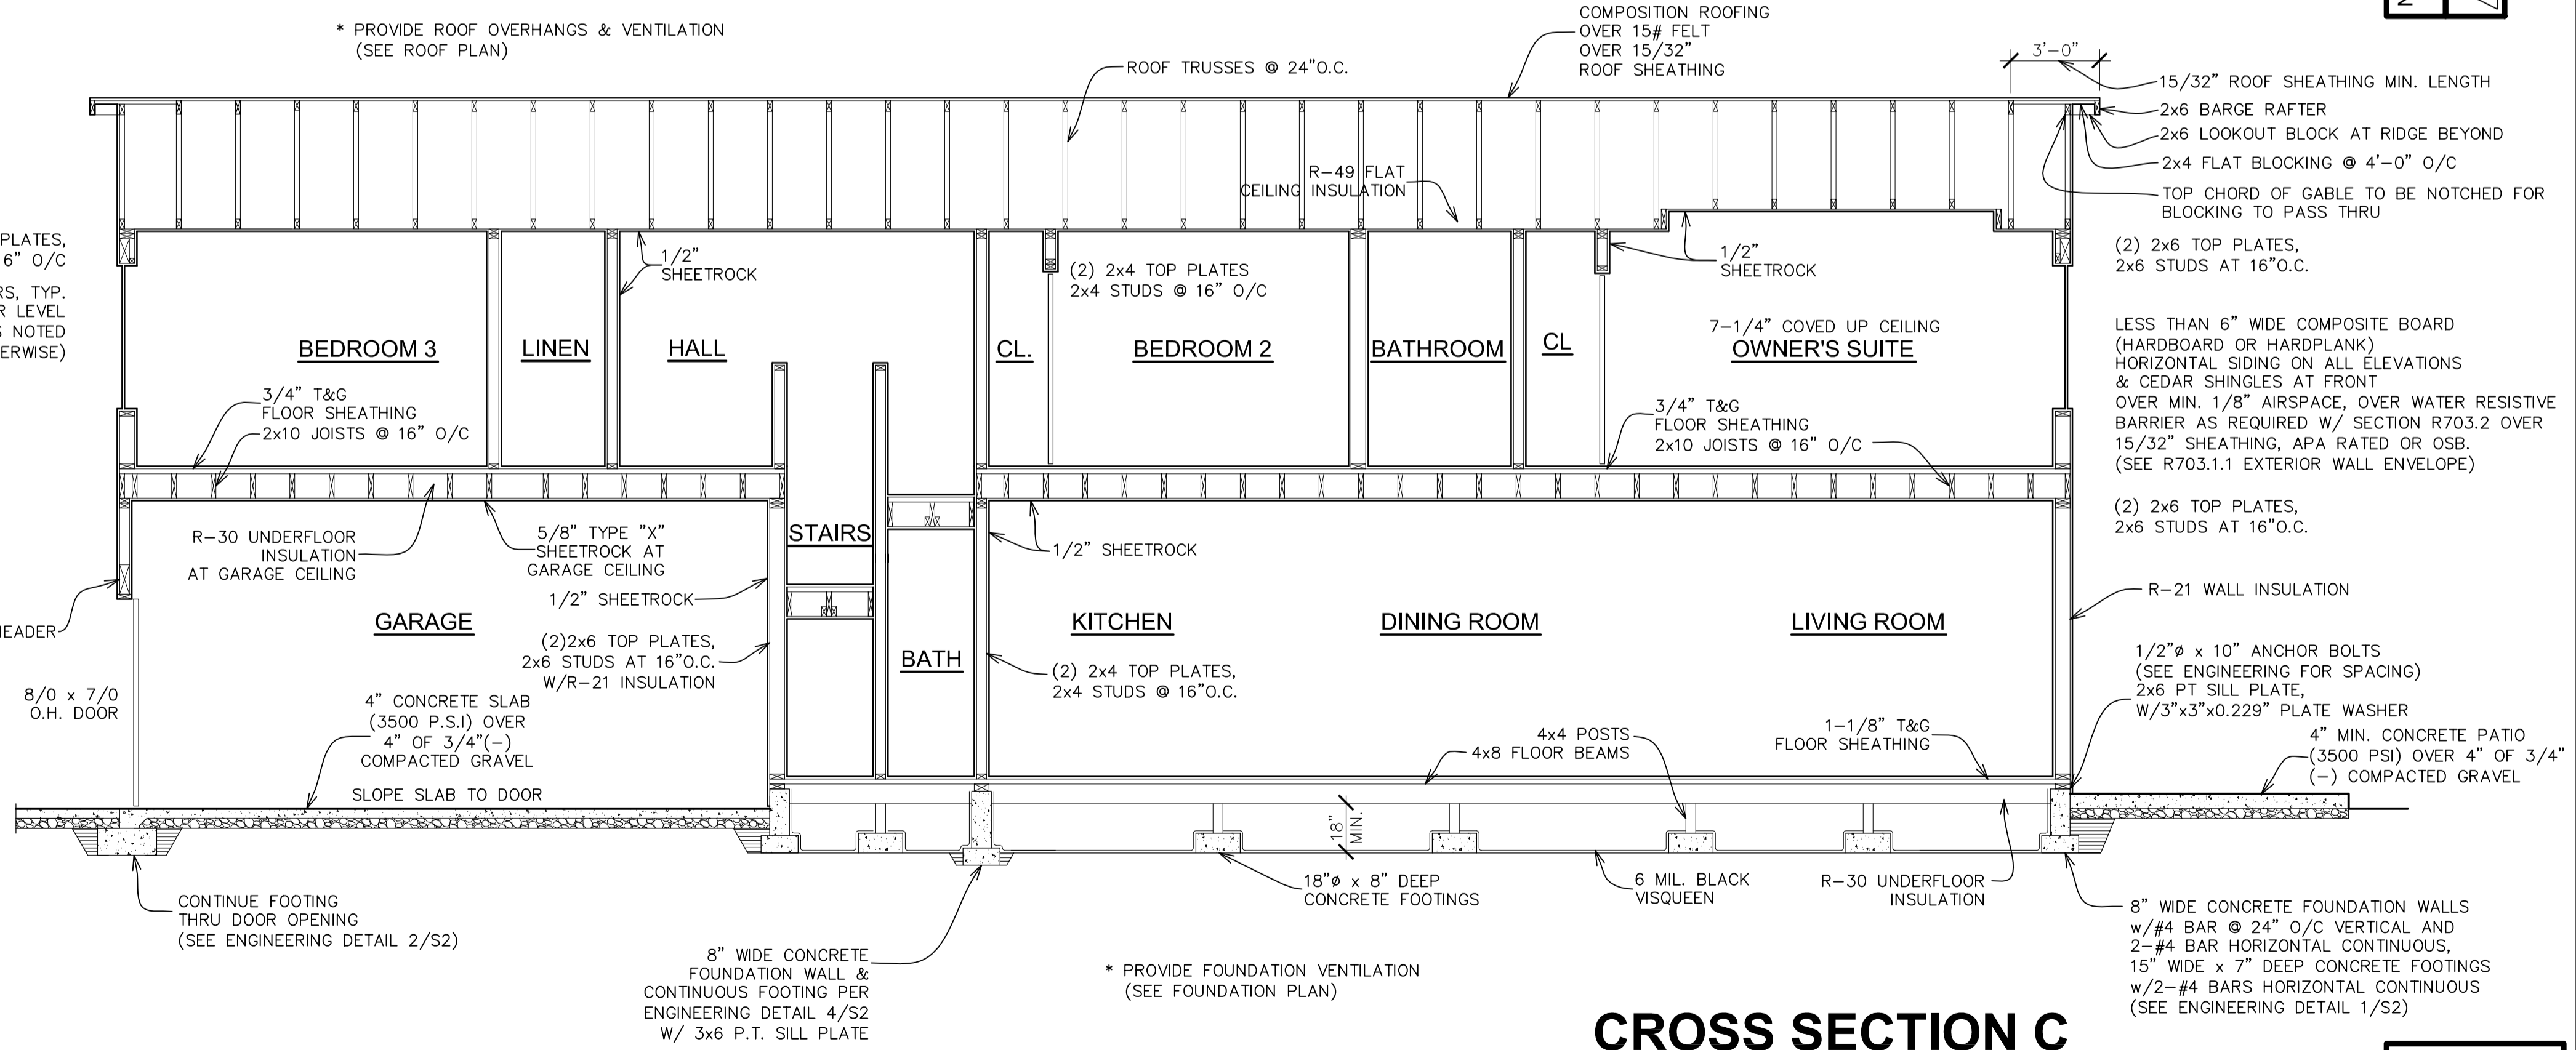 * PROVIDE ROOF OVERHANGS & VENTILATION
(SEE ROOF PLAN)
COMPOSITION ROOFING
OVER 15# FELT
OVER 15/32"
ROOF SHEATHING
ROOF TRUSSES @ 24"O.C.
3'-0"
15/32" ROOF SHEATHING MIN. LENGTH
2x6 BARGE RAFTER
2x6 LOOKOUT BLOCK AT RIDGE BEYOND
2x4 FLAT BLOCKING @ 4'-0" O/C
TOP CHORD OF GABLE TO BE NOTCHED FOR
BLOCKING TO PASS THRU
R-49 FLAT
CEILING INSULATION
PLATES,
6" O/C
RS, TYP.
R LEVEL
S NOTED
ERWISE)
1/2"
SHEETROCK
(2) 2x4 TOP PLATES
2x4 STUDS @ 16" O/C
1/2"
SHEETROCK
(2) 2x6 TOP PLATES,
2x6 STUDS AT 16"O.C.
BEDROOM 3
LINEN
HALL
CL.
BEDROOM 2
BATHROOM
CL
7-1/4" COVED UP CEILING
OWNER'S SUITE
LESS THAN 6" WIDE COMPOSITE BOARD
(HARDBOARD OR HARDPLANK)
HORIZONTAL SIDING ON ALL ELEVATIONS
& CEDAR SHINGLES AT FRONT
OVER MIN. 1/8" AIRSPACE, OVER WATER RESISTIVE
BARRIER AS REQUIRED W/ SECTION R703.2 OVER
15/32" SHEATHING, APA RATED OR OSB.
(SEE R703.1.1 EXTERIOR WALL ENVELOPE)
3/4" T&G
FLOOR SHEATHING
2x10 JOISTS @ 16" O/C
3/4" T&G
FLOOR SHEATHING
2x10 JOISTS @ 16" O/C
(2) 2x6 TOP PLATES,
2x6 STUDS AT 16"O.C.
R-30 UNDERFLOOR
INSULATION
AT GARAGE CEILING
5/8" TYPE "X"
SHEETROCK AT
GARAGE CEILING
STAIRS
1/2" SHEETROCK
1/2" SHEETROCK
R-21 WALL INSULATION
EADER
GARAGE
KITCHEN
DINING ROOM
LIVING ROOM
BATH
(2)2x6 TOP PLATES,
2x6 STUDS AT 16"O.C.
W/R-21 INSULATION
(2) 2x4 TOP PLATES,
2x4 STUDS @ 16"O.C.
1/2"ø x 10" ANCHOR BOLTS
(SEE ENGINEERING FOR SPACING)
2x6 PT SILL PLATE,
W/3"x3"x0.229" PLATE WASHER
8/0 x 7/0
O.H. DOOR
4" CONCRETE SLAB
(3500 P.S.I) OVER
4" OF 3/4"(-)
COMPACTED GRAVEL
SLOPE SLAB TO DOOR
4x4 POSTS
4x8 FLOOR BEAMS
1-1/8" T&G
FLOOR SHEATHING
4" MIN. CONCRETE PATIO
(3500 PSI) OVER 4" OF 3/4"
(-) COMPACTED GRAVEL
18"
MIN.
CONTINUE FOOTING
THRU DOOR OPENING
(SEE ENGINEERING DETAIL 2/S2)
18"ø x 8" DEEP
CONCRETE FOOTINGS
6 MIL. BLACK
VISQUEEN
R-30 UNDERFLOOR
INSULATION
8" WIDE CONCRETE FOUNDATION WALLS
w/#4 BAR @ 24" O/C VERTICAL AND
2-#4 BAR HORIZONTAL CONTINUOUS,
15" WIDE x 7" DEEP CONCRETE FOOTINGS
w/2-#4 BARS HORIZONTAL CONTINUOUS
(SEE ENGINEERING DETAIL 1/S2)
8" WIDE CONCRETE
FOUNDATION WALL &
CONTINUOUS FOOTING PER
ENGINEERING DETAIL 4/S2
W/ 3x6 P.T. SILL PLATE
* PROVIDE FOUNDATION VENTILATION
(SEE FOUNDATION PLAN)
CROSS SECTION C